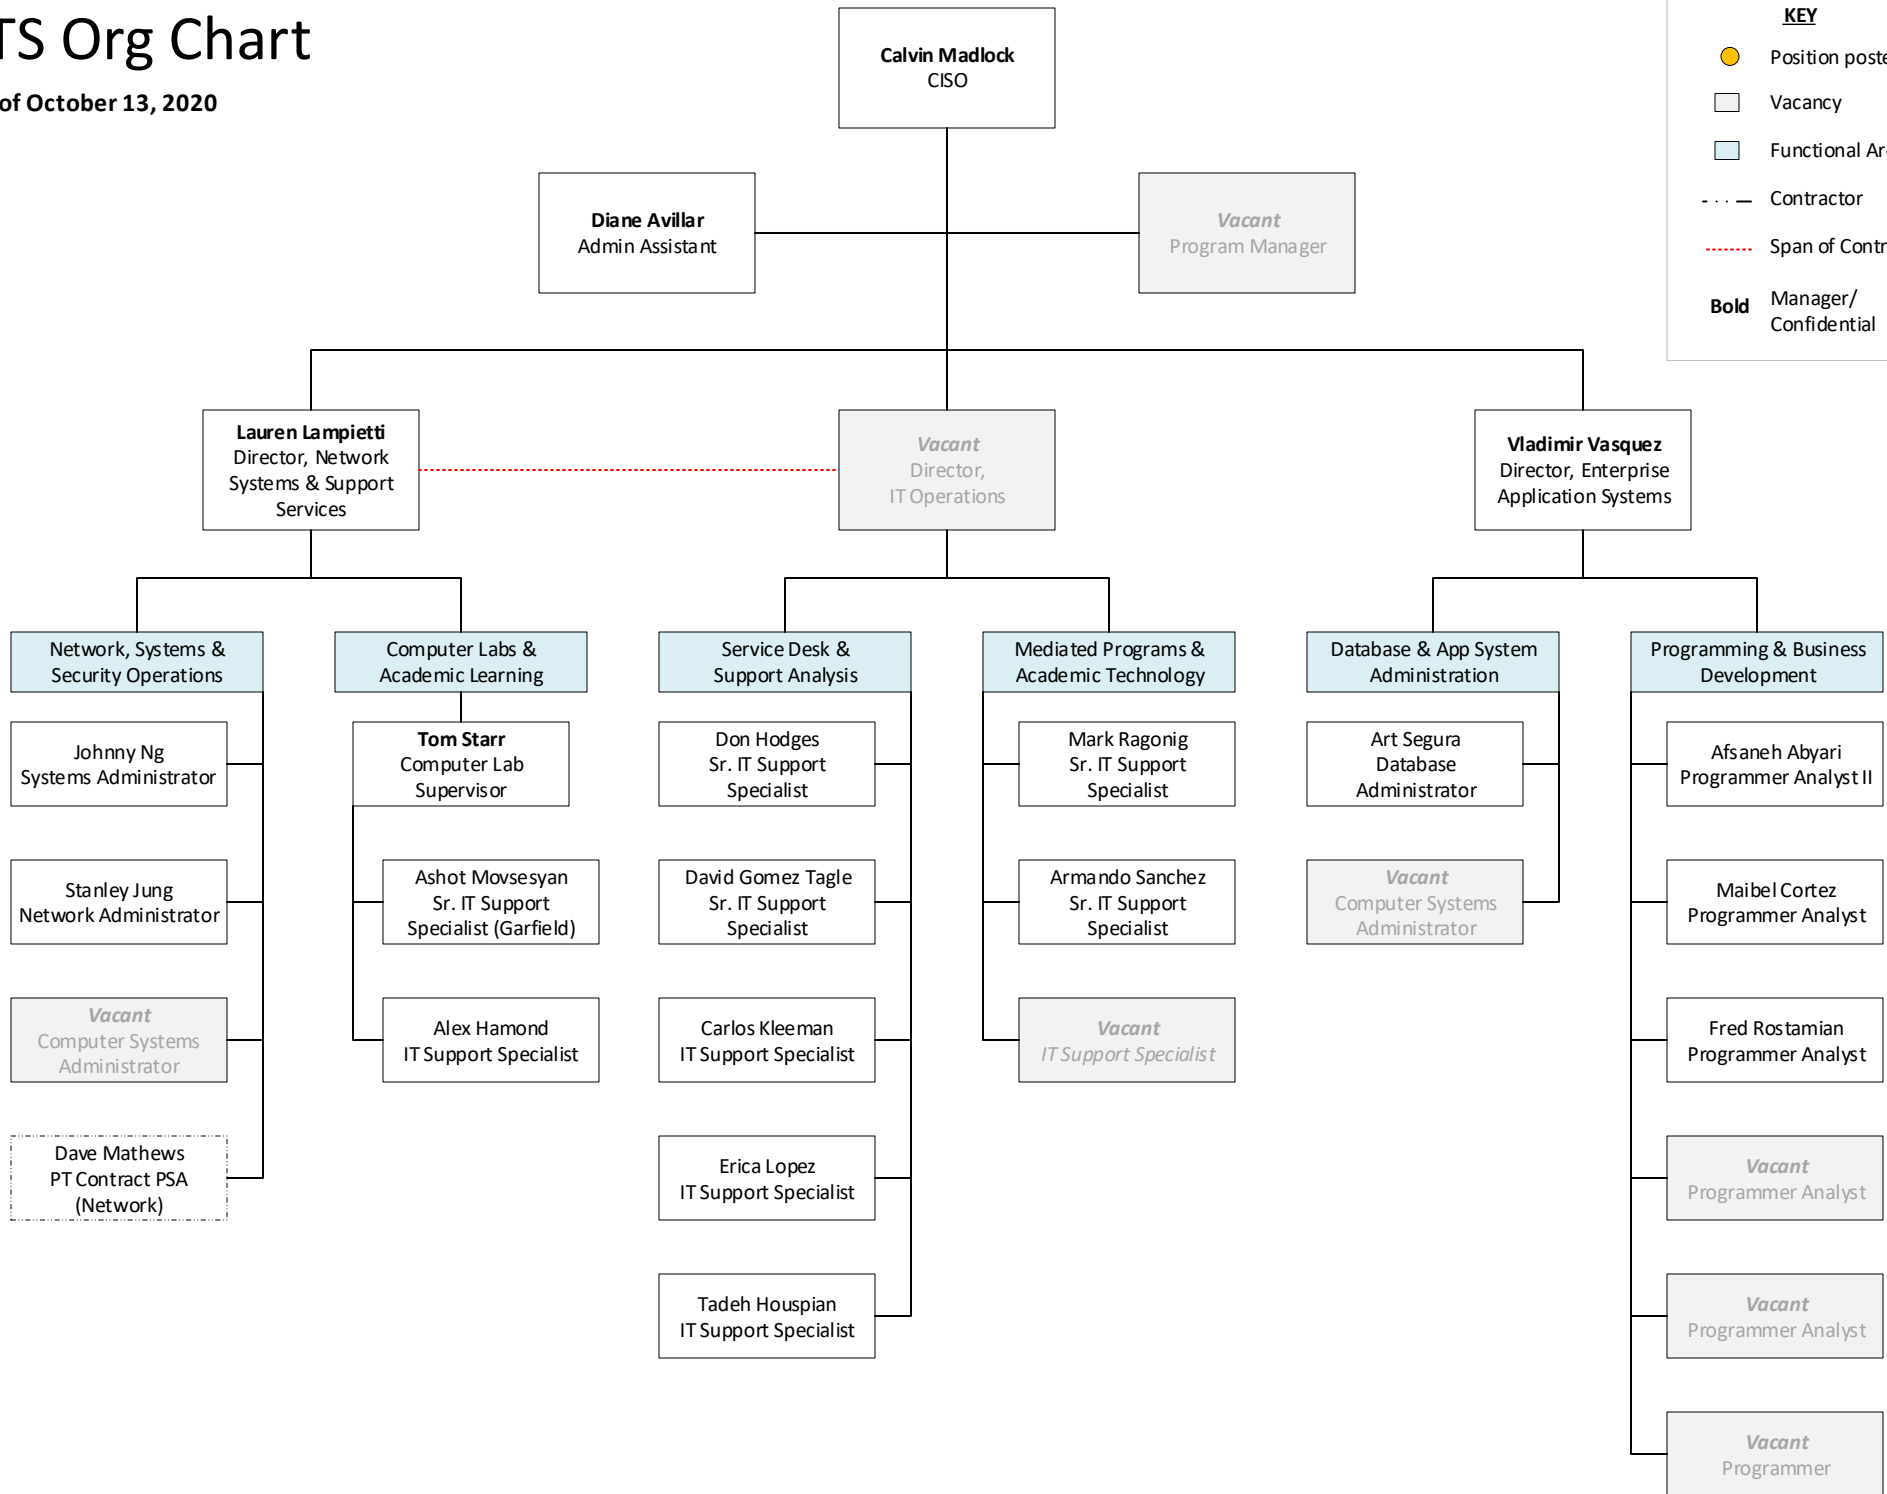 TS Org Chart
of October 13, 2020
KEY
Position poste
Vacancy
Functional Ar
Contractor
Span of Contr
Bold
Manager/
Confidential
Calvin Madlock
CISO
Diane Avillar
Admin Assistant
Vacant
Program Manager
Lauren Lampietti
Director, Network
Systems & Support
Services
Vacant
Director,
IT Operations
Vladimir Vasquez
Director, Enterprise
Application Systems
Network, Systems &
Security Operations
Johnny Ng
Systems Administrator
Stanley Jung
Network Administrator
Vacant
Computer Systems
Administrator
Dave Mathews
PT Contract PSA
(Network)
Computer Labs &
Academic Learning
Tom Starr
Computer Lab
Supervisor
Ashot Movsesyan
Sr. IT Support
Specialist (Garfield)
Alex Hamond
IT Support Specialist
Service Desk &
Support Analysis
Don Hodges
Sr. IT Support
Specialist
David Gomez Tagle
Sr. IT Support
Specialist
Carlos Kleeman
IT Support Specialist
Erica Lopez
IT Support Specialist
Tadeh Houspian
IT Support Specialist
Mediated Programs &
Academic Technology
Mark Ragonig
Sr. IT Support
Specialist
Armando Sanchez
Sr. IT Support
Specialist
Vacant
IT Support Specialist
Database & App System
Administration
Art Segura
Database
Administrator
Vacant
Computer Systems
Administrator
Programming & Business
Development
Afsaneh Abyari
Programmer Analyst II
Maibel Cortez
Programmer Analyst
Fred Rostamian
Programmer Analyst
Vacant
Programmer Analyst
Vacant
Programmer Analyst
Vacant
Programmer